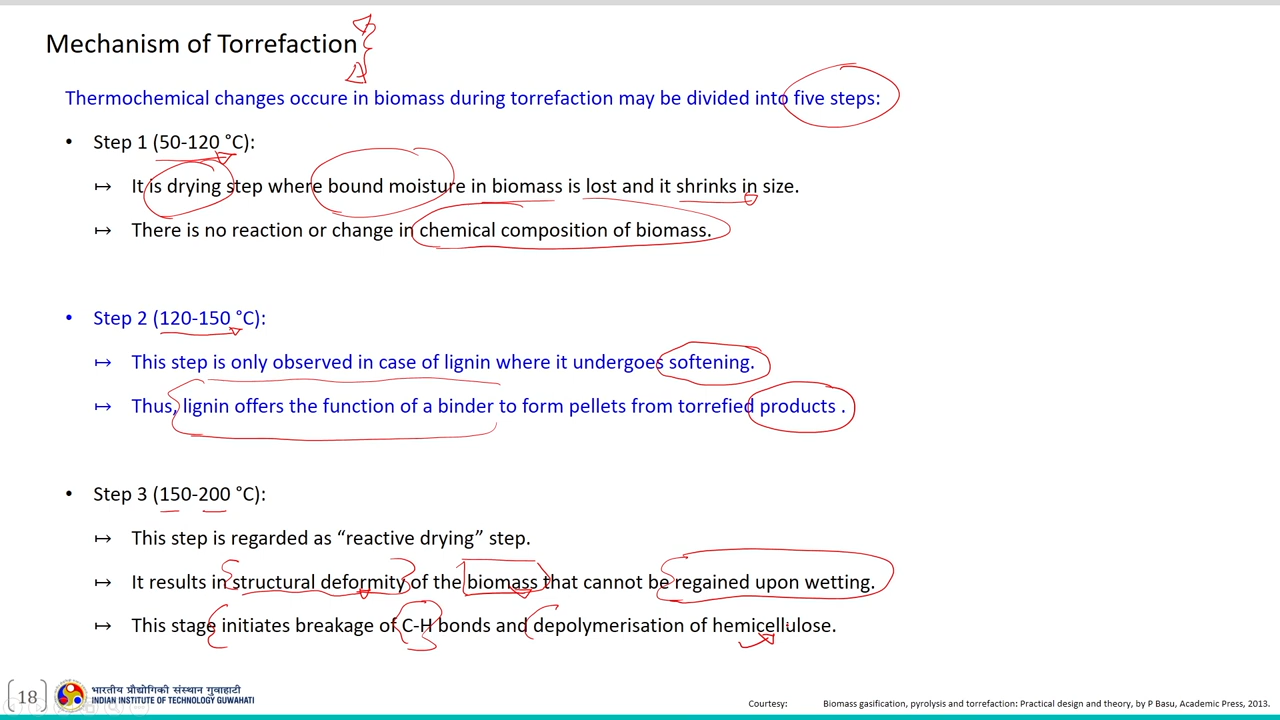 Mechanism of Torrefaction
Thermochemical changes occure in biomass during torrefaction may be divided into five steps:
• Step 1 (50-120 °C):
↦ It is drying step where bound moisture in biomass is lost and it shrinks in size.
↦ There is no reaction or change in chemical composition of biomass.
• Step 2 (120-150 °C):
↦ This step is only observed in case of lignin where it undergoes softening.
↦ Thus, lignin offers the function of a binder to form pellets from torrefied products .
• Step 3 (150-200 °C):
↦ This step is regarded as “reactive drying” step.
↦ It results in structural deformity of the biomass that cannot be regained upon wetting.
↦ This stage initiates breakage of C-H bonds and depolymerisation of hemicellulose.
18
भारतीय प्रौद्योगिकी संस्थान गुवाहाटी
INDIAN INSTITUTE OF TECHNOLOGY GUWAHATI
Courtesy: Biomass gasification, pyrolysis and torrefaction: Practical design and theory, by P Basu, Academic Press, 2013.